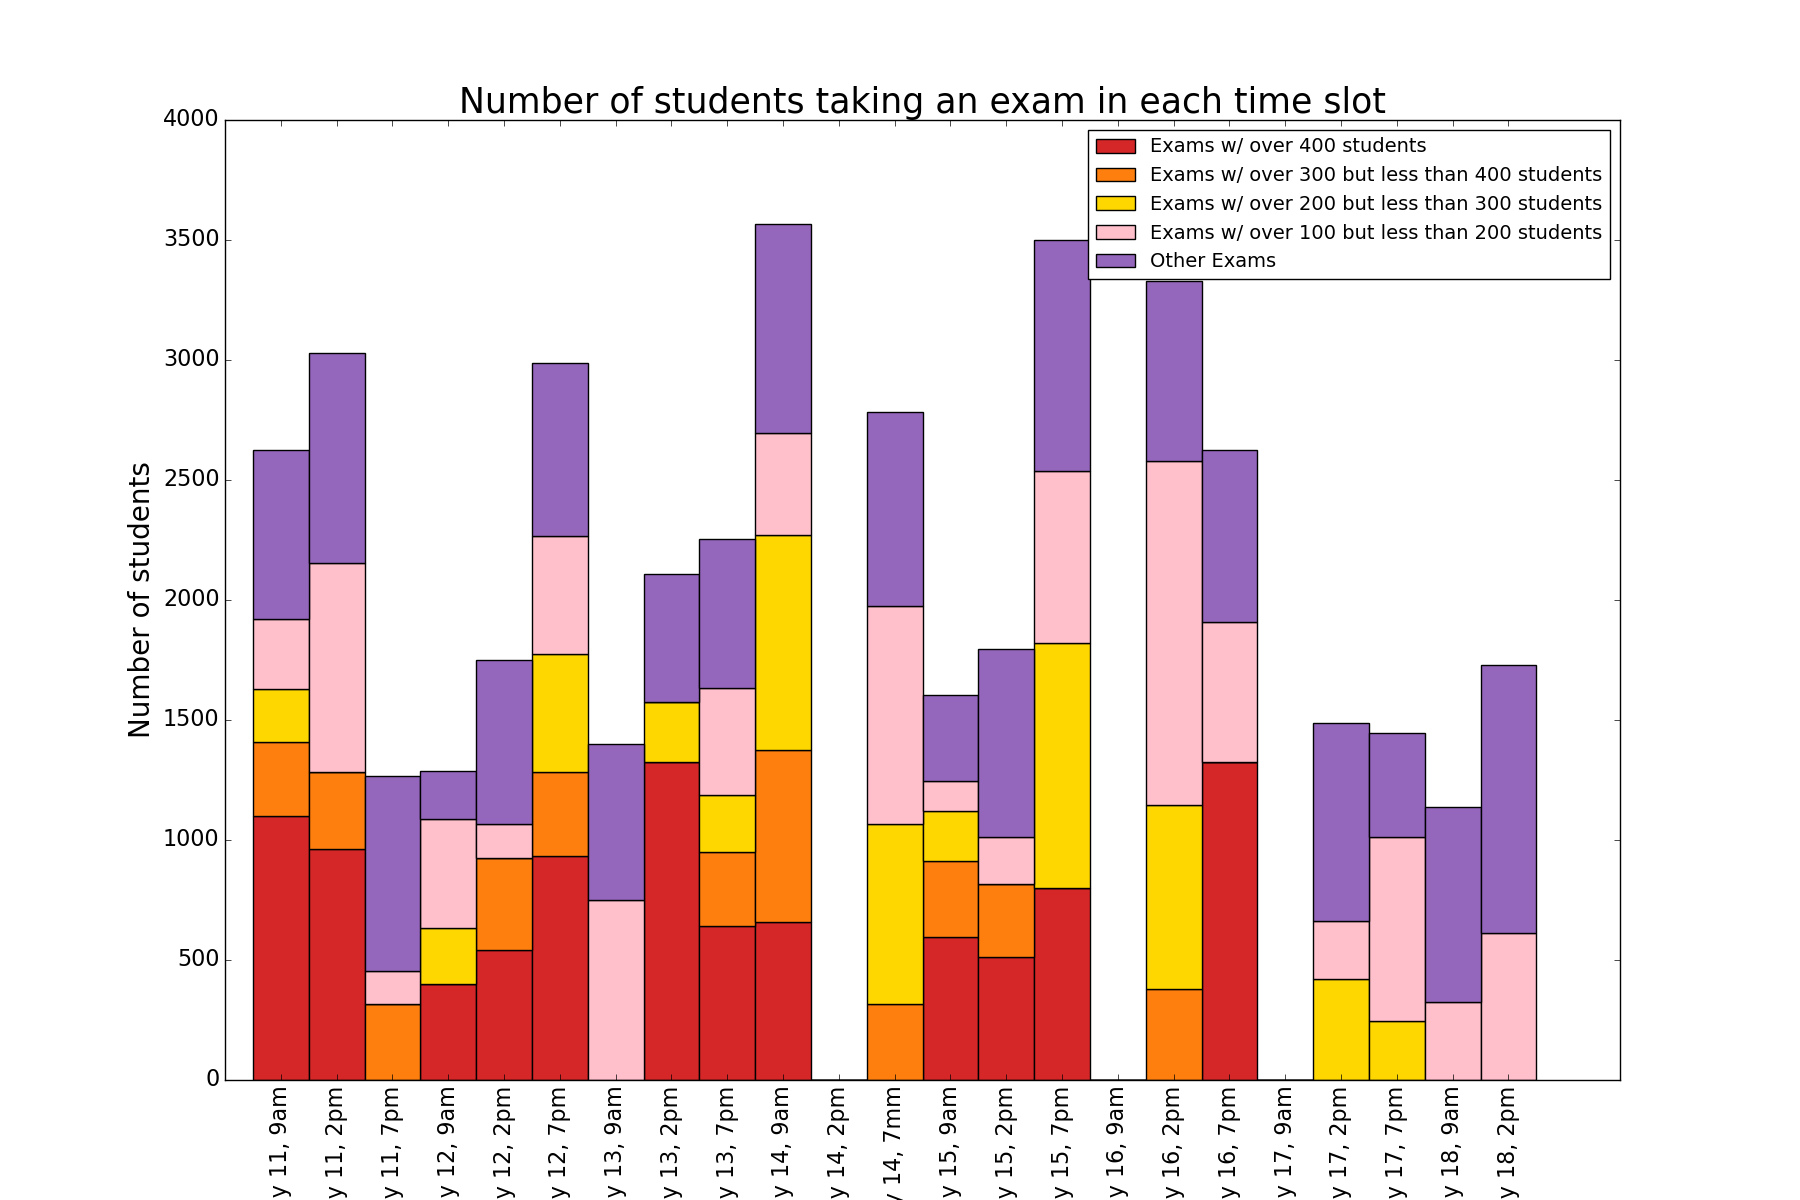 Number of students taking an exam in each time slot
Exams w/ over 400 students
Exams w/ over 300 but less than 400 students
Exams w/ over 200 but less than 300 students
Exams w/ over 100 but less than 200 students
Other Exams
Number of students
4000
3500
3000
2500
2000
1500
1000
500
0
y 11, 9am
y 11, 2pm
y 11, 7pm
y 12, 9am
y 12, 2pm
y 12, 7pm
y 13, 9am
y 13, 2pm
y 13, 7pm
y 14, 9am
y 14, 2pm
y 14, 7mm
y 15, 9am
y 15, 2pm
y 15, 7pm
y 16, 9am
y 16, 2pm
y 16, 7pm
y 17, 9am
y 17, 2pm
y 17, 7pm
y 18, 9am
y 18, 2pm